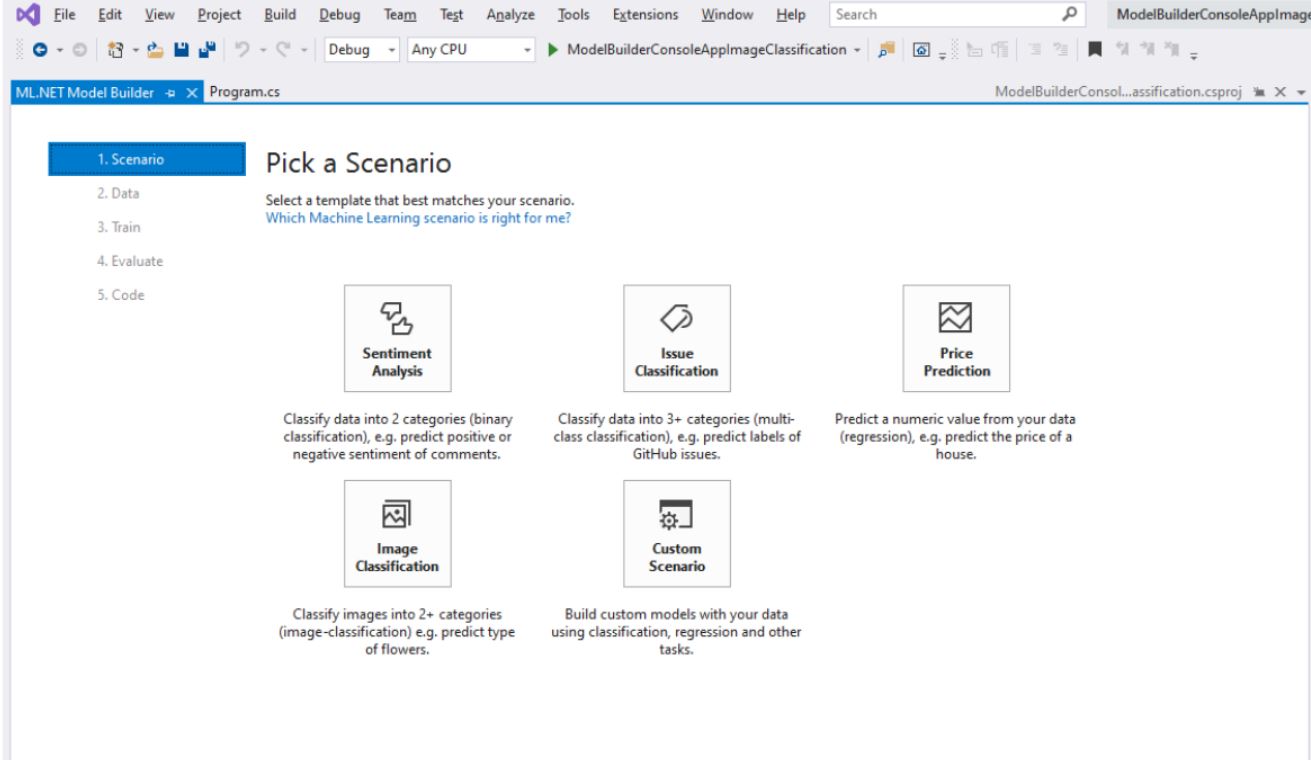 File Edit View Project Build Debug Team Test Analyze Tools Extensions Window Help Search ModelBuilderConsoleAppImage
Debug Any CPU ModelBuilderConsoleAppImageClassification
ML.NET Model Builder Program.cs ModelBuilderConsol...assification.csproj
1. Scenario
2. Data
3. Train
4. Evaluate
5. Code
Pick a Scenario
Select a template that best matches your scenario.
Which Machine Learning scenario is right for me?
Sentiment
Analysis
Classify data into 2 categories (binary
classification), e.g. predict positive or
negative sentiment of comments.
Issue
Classification
Classify data into 3+ categories (multi-
class classification), e.g. predict labels of
GitHub issues.
Price
Prediction
Predict a numeric value from your data
(regression), e.g. predict the price of a
house.
Image
Classification
Classify images into 2+ categories
(image-classification) e.g. predict type
of flowers.
Custom
Scenario
Build custom models with your data
using classification, regression and other
tasks.